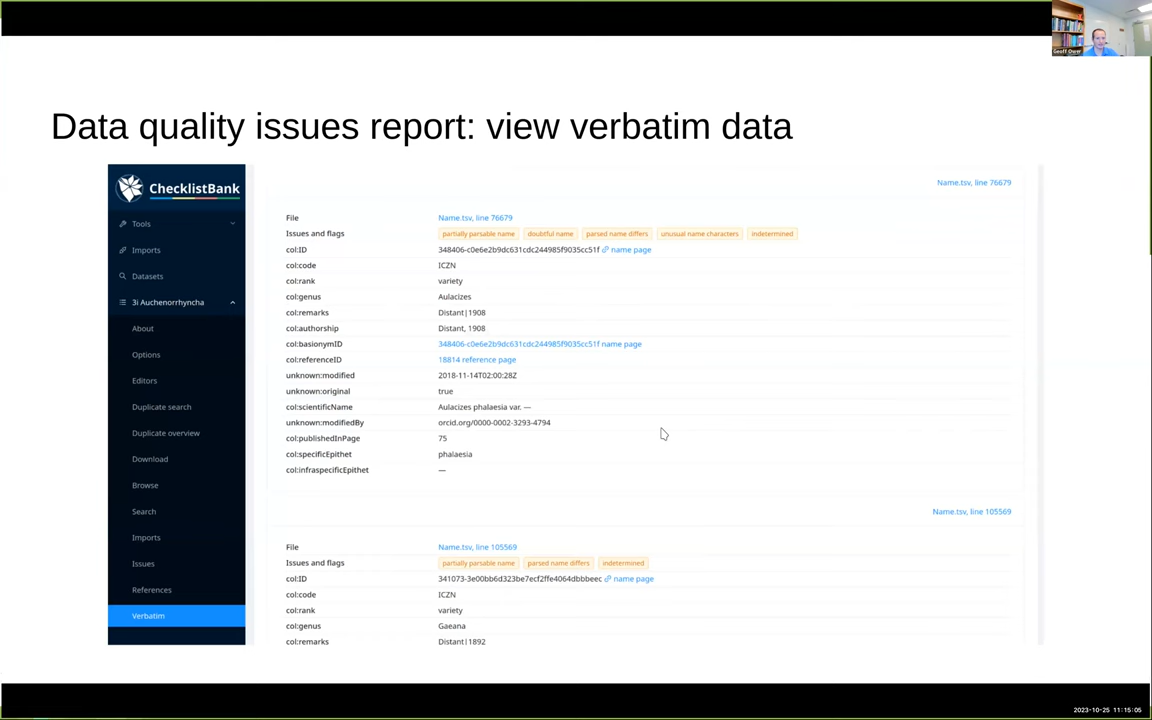 Geoff Ower
Data quality issues report: view verbatim data
ChecklistBank
Tools
Imports
Datasets
3i Auchenorrhyncha
About
Options
Editors
Duplicate search
Duplicate overview
Download
Browse
Search
Imports
Issues
References
Verbatim
Name.tsv, line 76679
File Name.tsv, line 76679
Issues and flags partially parsable name doubtful name parsed name differs unusual name characters indetermined
col:ID 348406-c0e6e2b9dc631cdc244985f9035cc51f name page
col:code ICZN
col:rank variety
col:genus Aulacizes
col:remarks Distant|1908
col:authorship Distant, 1908
col:basionymID 348406-c0e6e2b9dc631cdc244985f9035cc51f name page
col:referenceID 18814 reference page
unknown:modified 2018-11-14T02:00:28Z
unknown:original true
col:scientificName Aulacizes phalaesia var. —
unknown:modifiedBy orcid.org/0000-0002-3293-4794
col:publishedInPage 75
col:specificEpithet phalaesia
col:infraspecificEpithet —
Name.tsv, line 105569
File Name.tsv, line 105569
Issues and flags partially parsable name parsed name differs indetermined
col:ID 341073-3e00bb6d323be7ecf2ffe4064dbbbeec name page
col:code ICZN
col:rank variety
col:genus Gaeana
col:remarks Distant|1892
2023-10-25 11:15:05